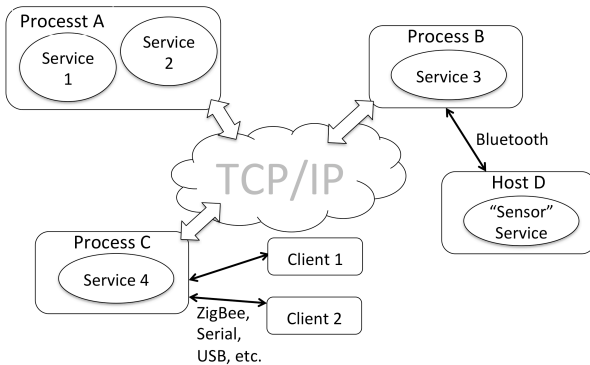 Processt A
Service
1
Service
2
Process B
Service 3
Bluetooth
TCP/IP
Host D
“Sensor”
Service
Process C
Service 4
Client 1
Client 2
ZigBee,
Serial,
USB, etc.